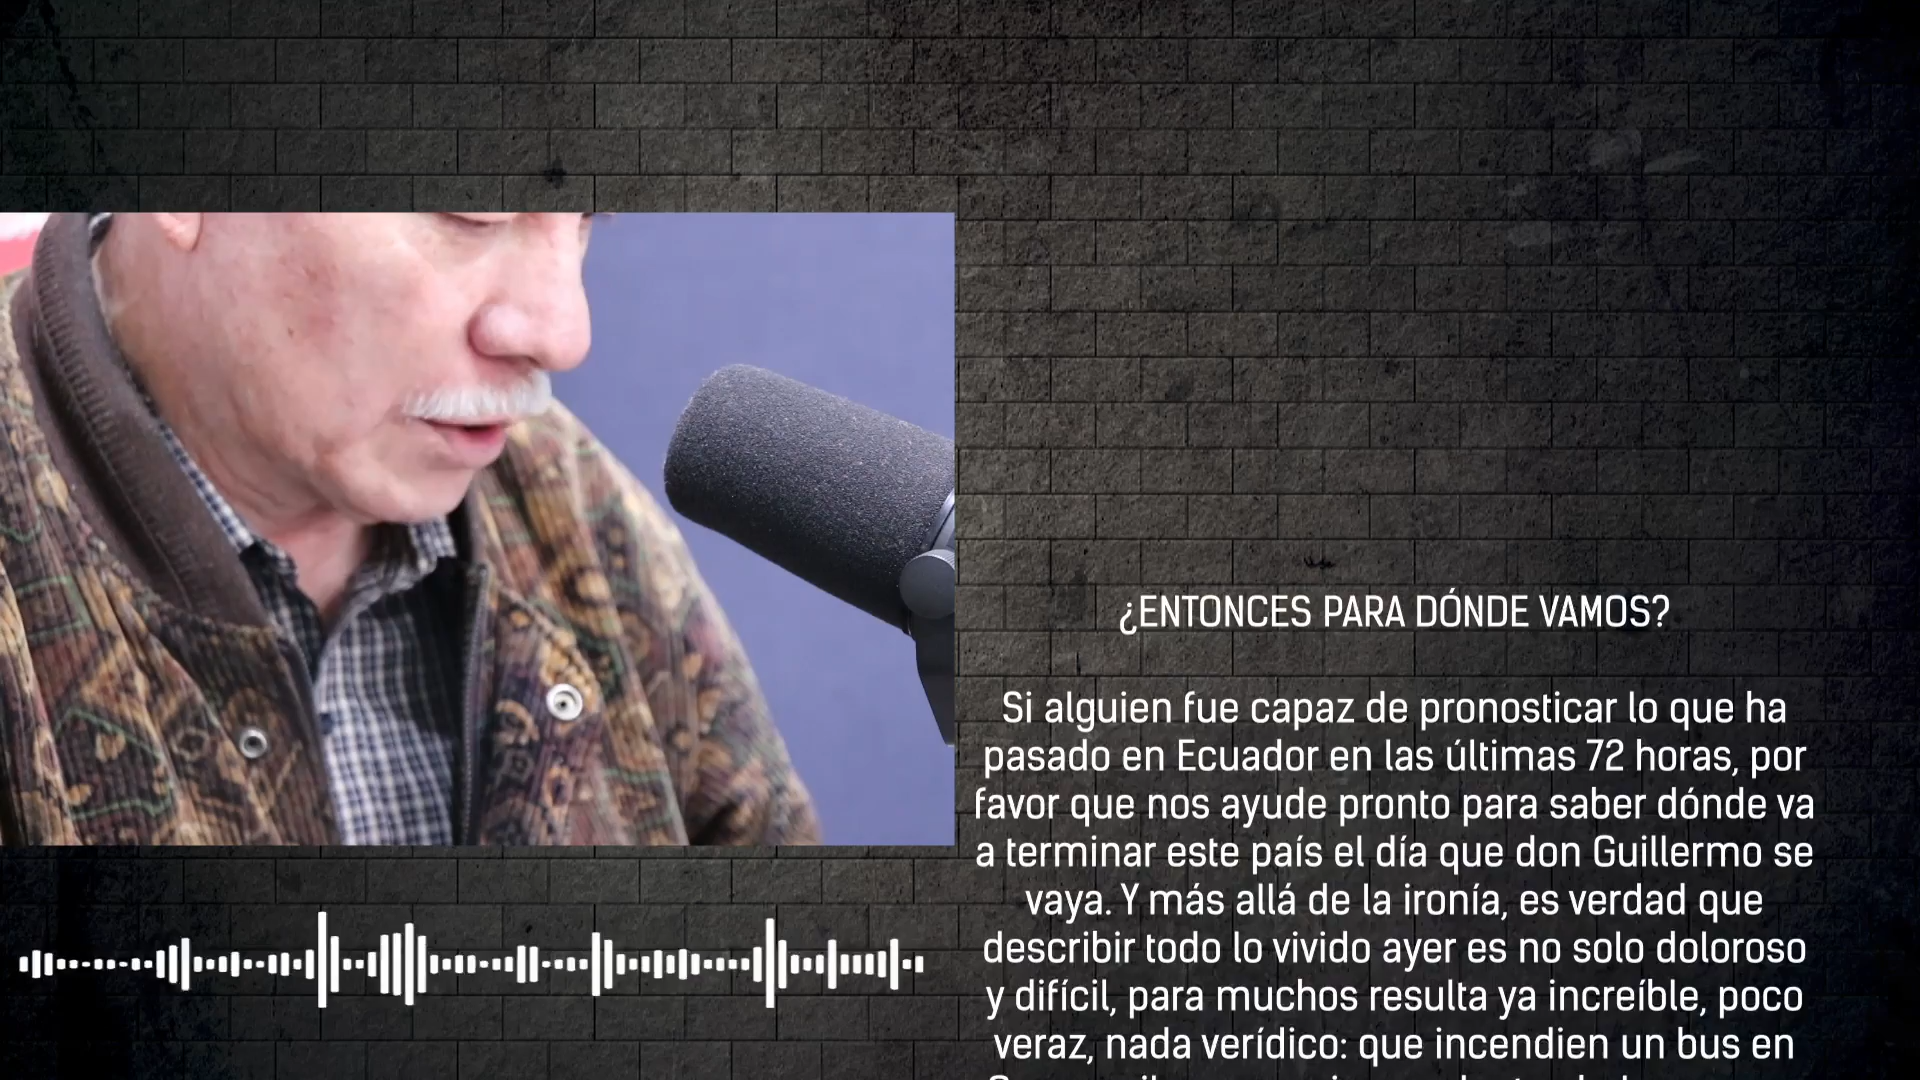 ¿ENTONCES PARA DÓNDE VAMOS?
Si alguien fue capaz de pronosticar lo que ha
pasado en Ecuador en las últimas 72 horas, por
favor que nos ayude pronto para saber dónde va
a terminar este país el día que don Guillermo se
vaya. Y más allá de la ironía, es verdad que
describir todo lo vivido ayer es no solo doloroso
y difícil, para muchos resulta ya increíble, poco
veraz, nada verídico: que incendien un bus en